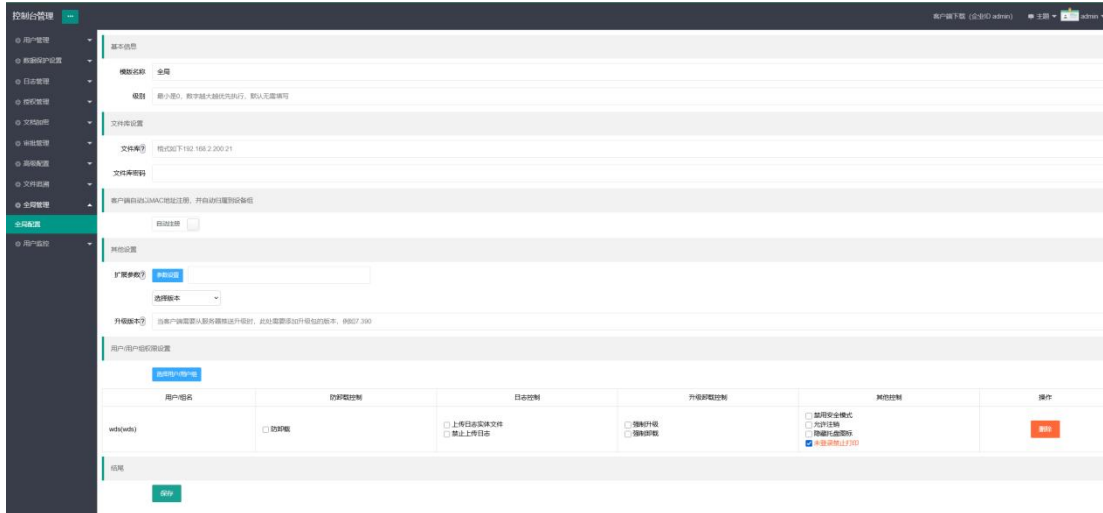 控制台管理 ...
客户端下载 (企业ID admin) 主题 admin
用户管理
数据保护设置
日志管理
授权管理
文档加密
审批管理
高级配置
文件追溯
全局管理
全局配置
用户监控
基本信息
模版名称 全局
级别 最小是0，数字越大越优先执行，默认无需填写
文件库设置
文件库? 格式如下192.168.2.200:21
文件库密码
客户端自动以MAC地址注册，并自动归属到设备组
自动注册
其他设置
扩展参数? 参数设置
选择版本
升级版本? 当客户端需要从服务器推送升级时，此处需要添加升级包的版本，例如7.390
用户/用户组权限设置
选择用户/用户组
用户/组名 防卸载控制 日志控制 升级卸载控制 其他控制 操作
wds(wds) 防卸载
上传日志实体文件
禁止上传日志
强制升级
强制卸载
禁用安全模式
允许注销
隐藏托盘图标
未登录禁止打印
删除
结尾
保存